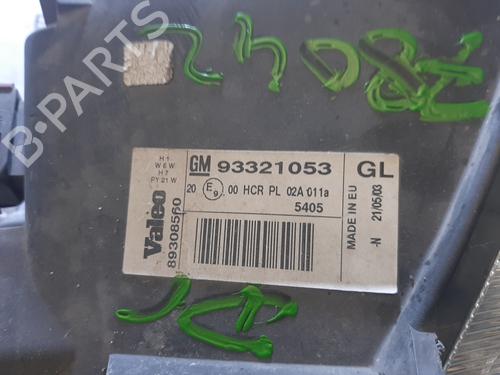 B-PARTS
H1
W6W
H7
PY21W
GM 93321053 GL
20 E9 00 HCR PL 02A 011a
5405
Valeo
89308560
MADE IN EU
-N 21/05/03